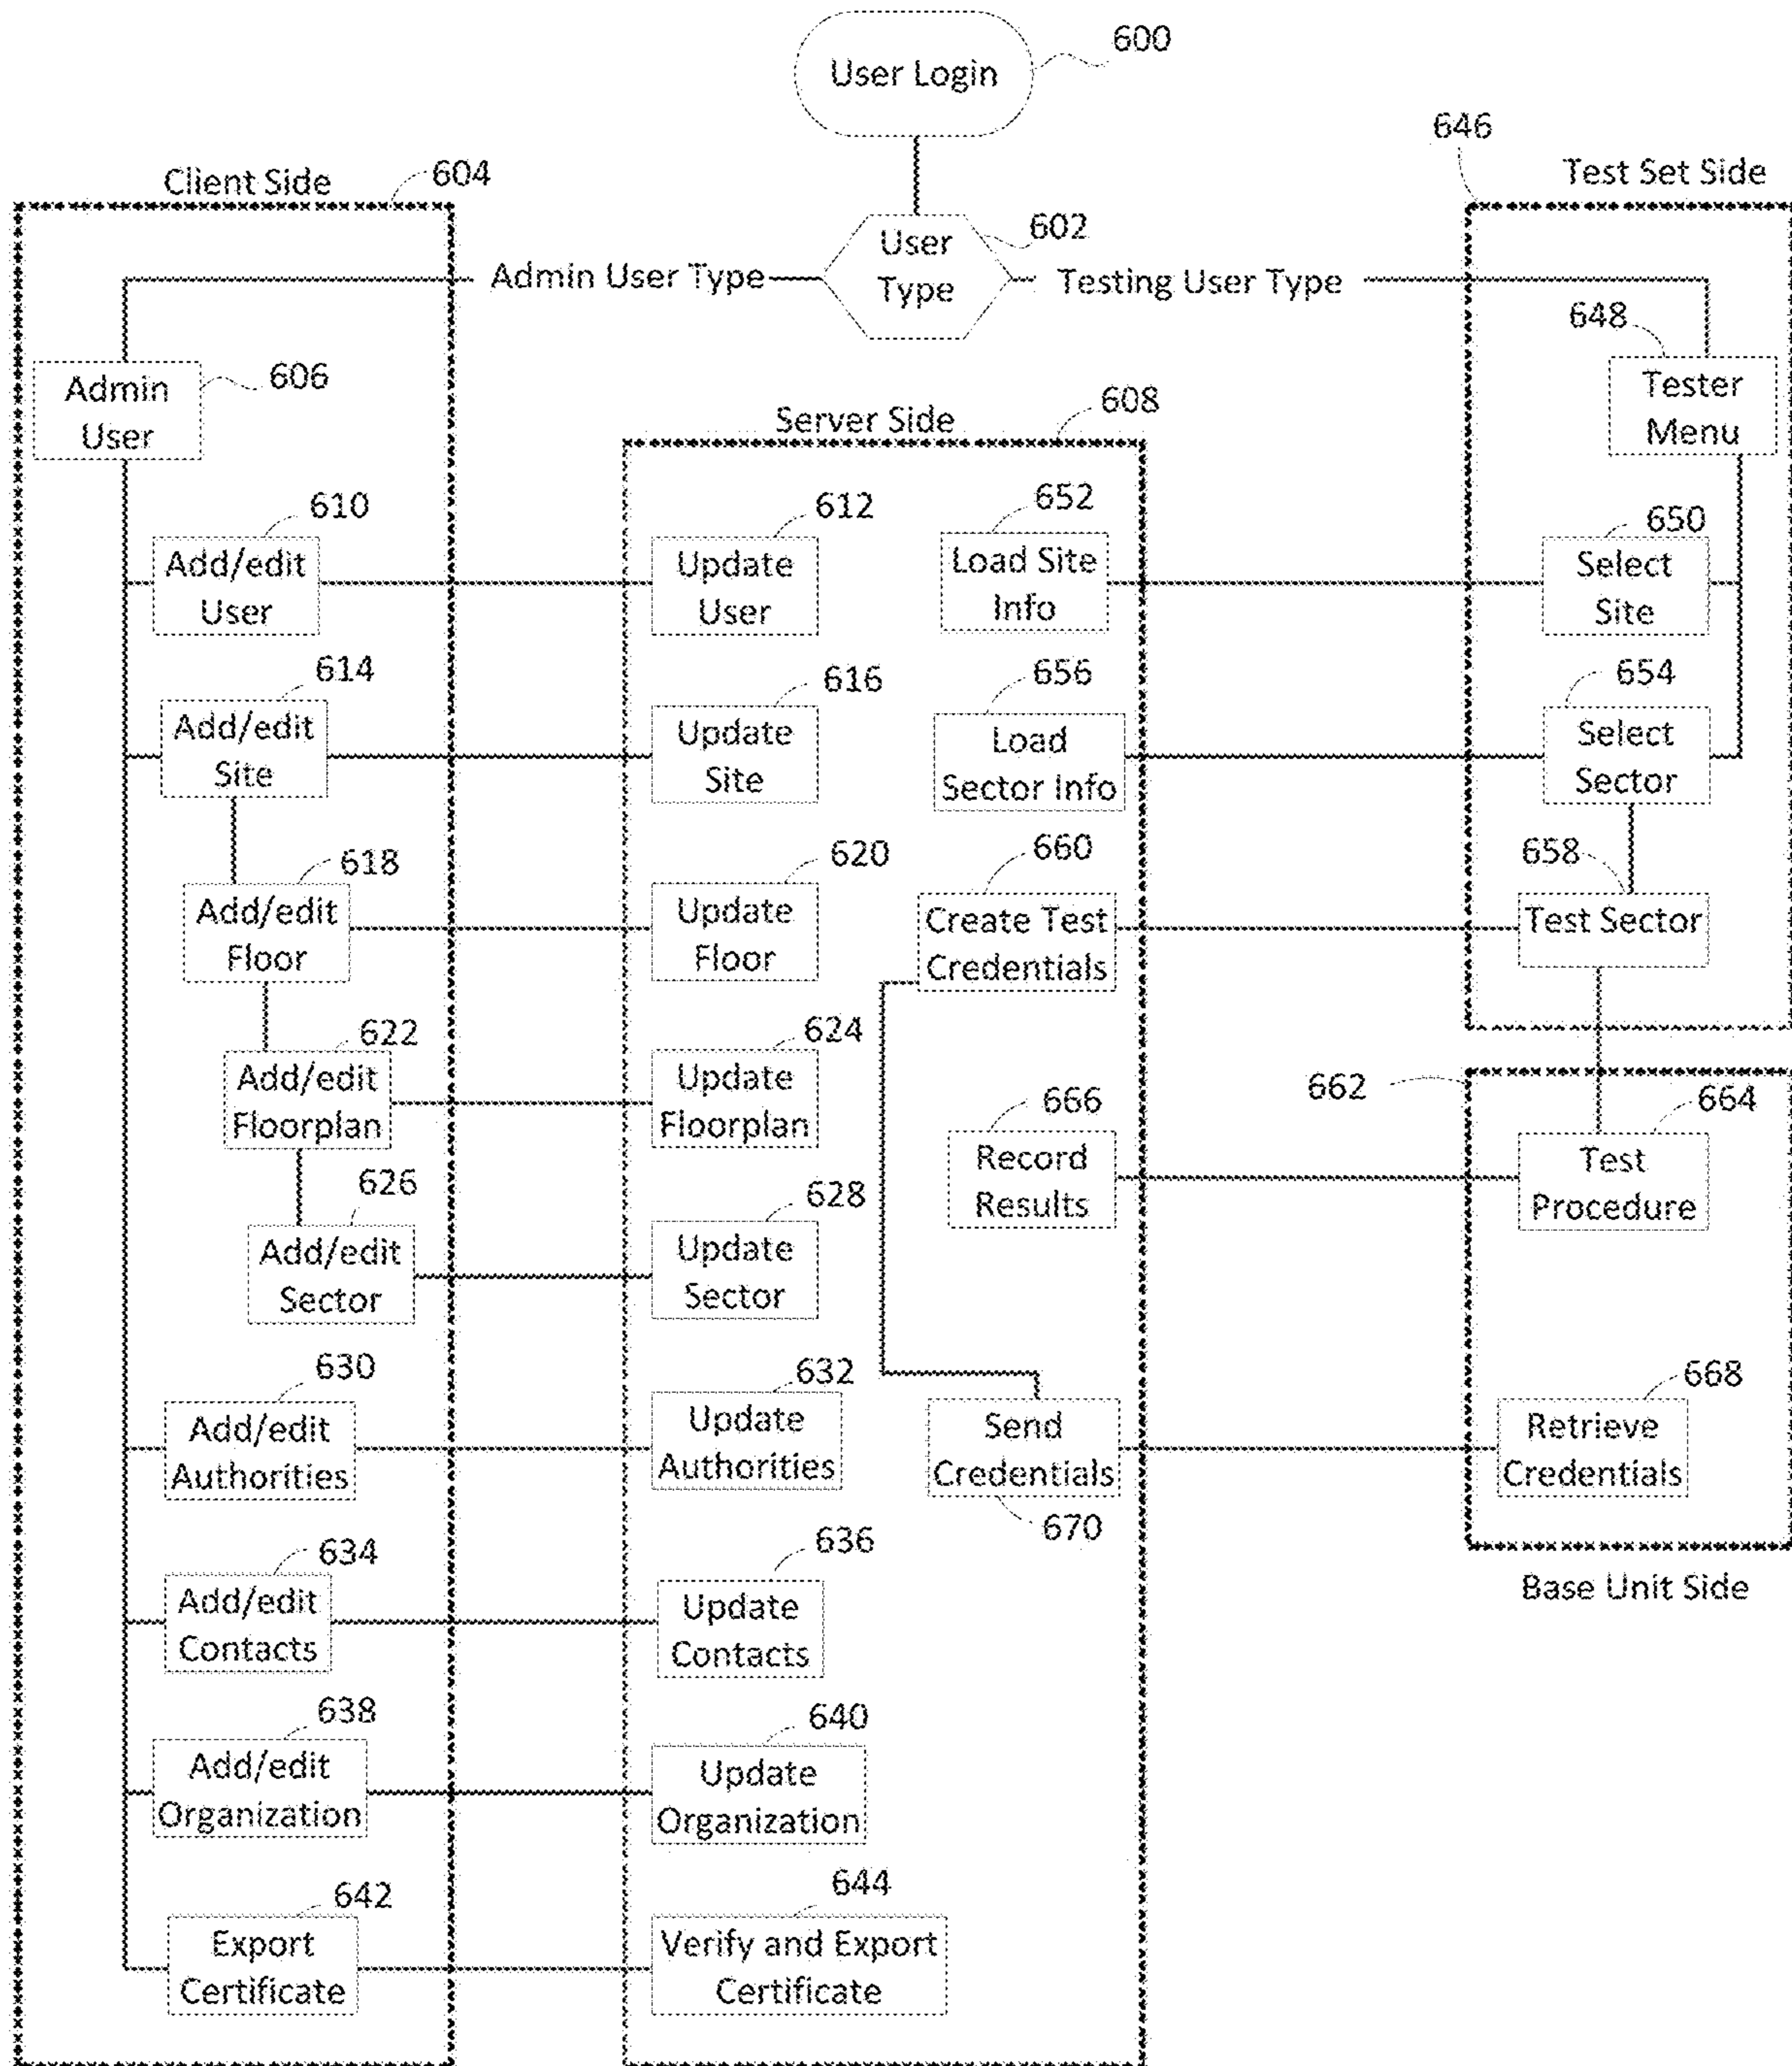 User Login
600
646
Test Set Side
Client Side
604
User
Type
602
Admin User Type
Testing User Type
648
Admin
User
606
Tester
Menu
Server Side
608
610
Add/edit
User
612
Update
User
652
Load Site
Info
650
Select
Site
614
Add/edit
Site
616
Update
Site
656
Load
Sector Info
654
Select
Sector
618
Add/edit
Floor
620
Update
Floor
660
Create Test
Credentials
658
Test Sector
622
Add/edit
Floorplan
624
Update
Floorplan
666
Record
Results
662
664
Test
Procedure
626
Add/edit
Sector
628
Update
Sector
630
Add/edit
Authorities
632
Update
Authorities
Send
Credentials
670
668
Retrieve
Credentials
Base Unit Side
634
Add/edit
Contacts
636
Update
Contacts
638
Add/edit
Organization
640
Update
Organization
642
Export
Certificate
644
Verify and Export
Certificate